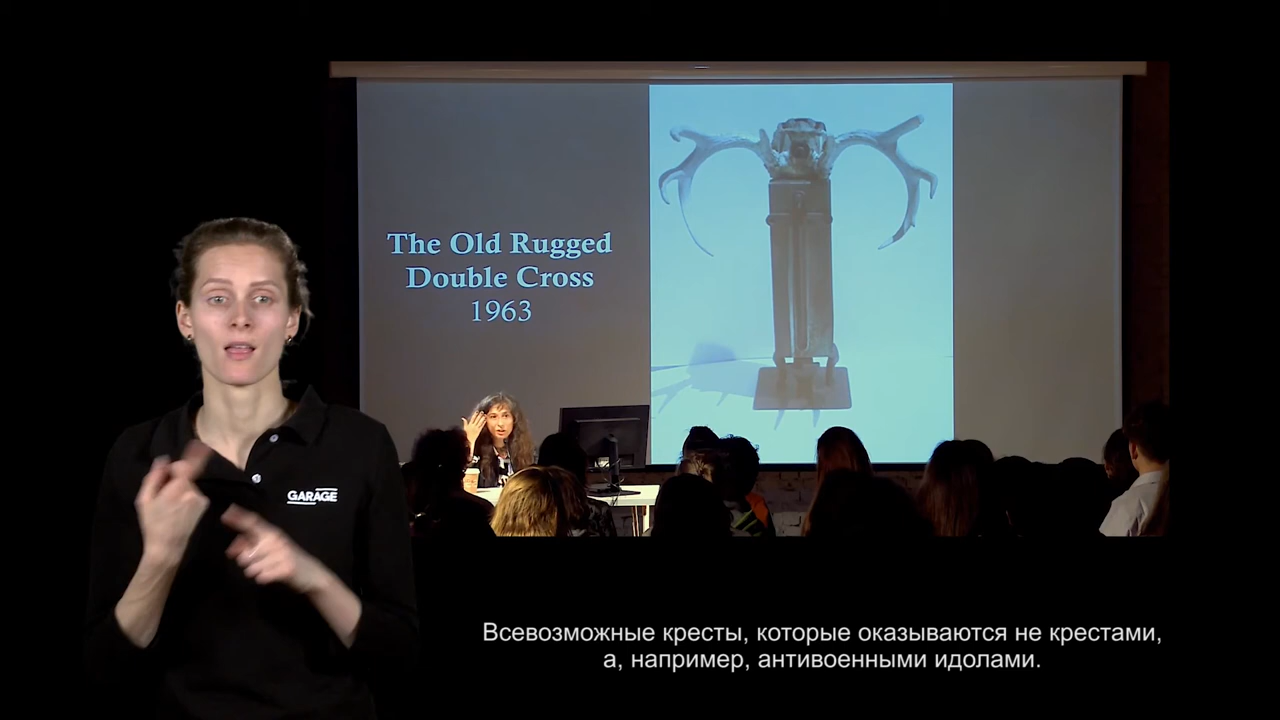 The Old Rugged
Double Cross
1963
GARAGE
Всевозможные кресты, которые оказываются не крестами,
а, например, антивоенными идолами.